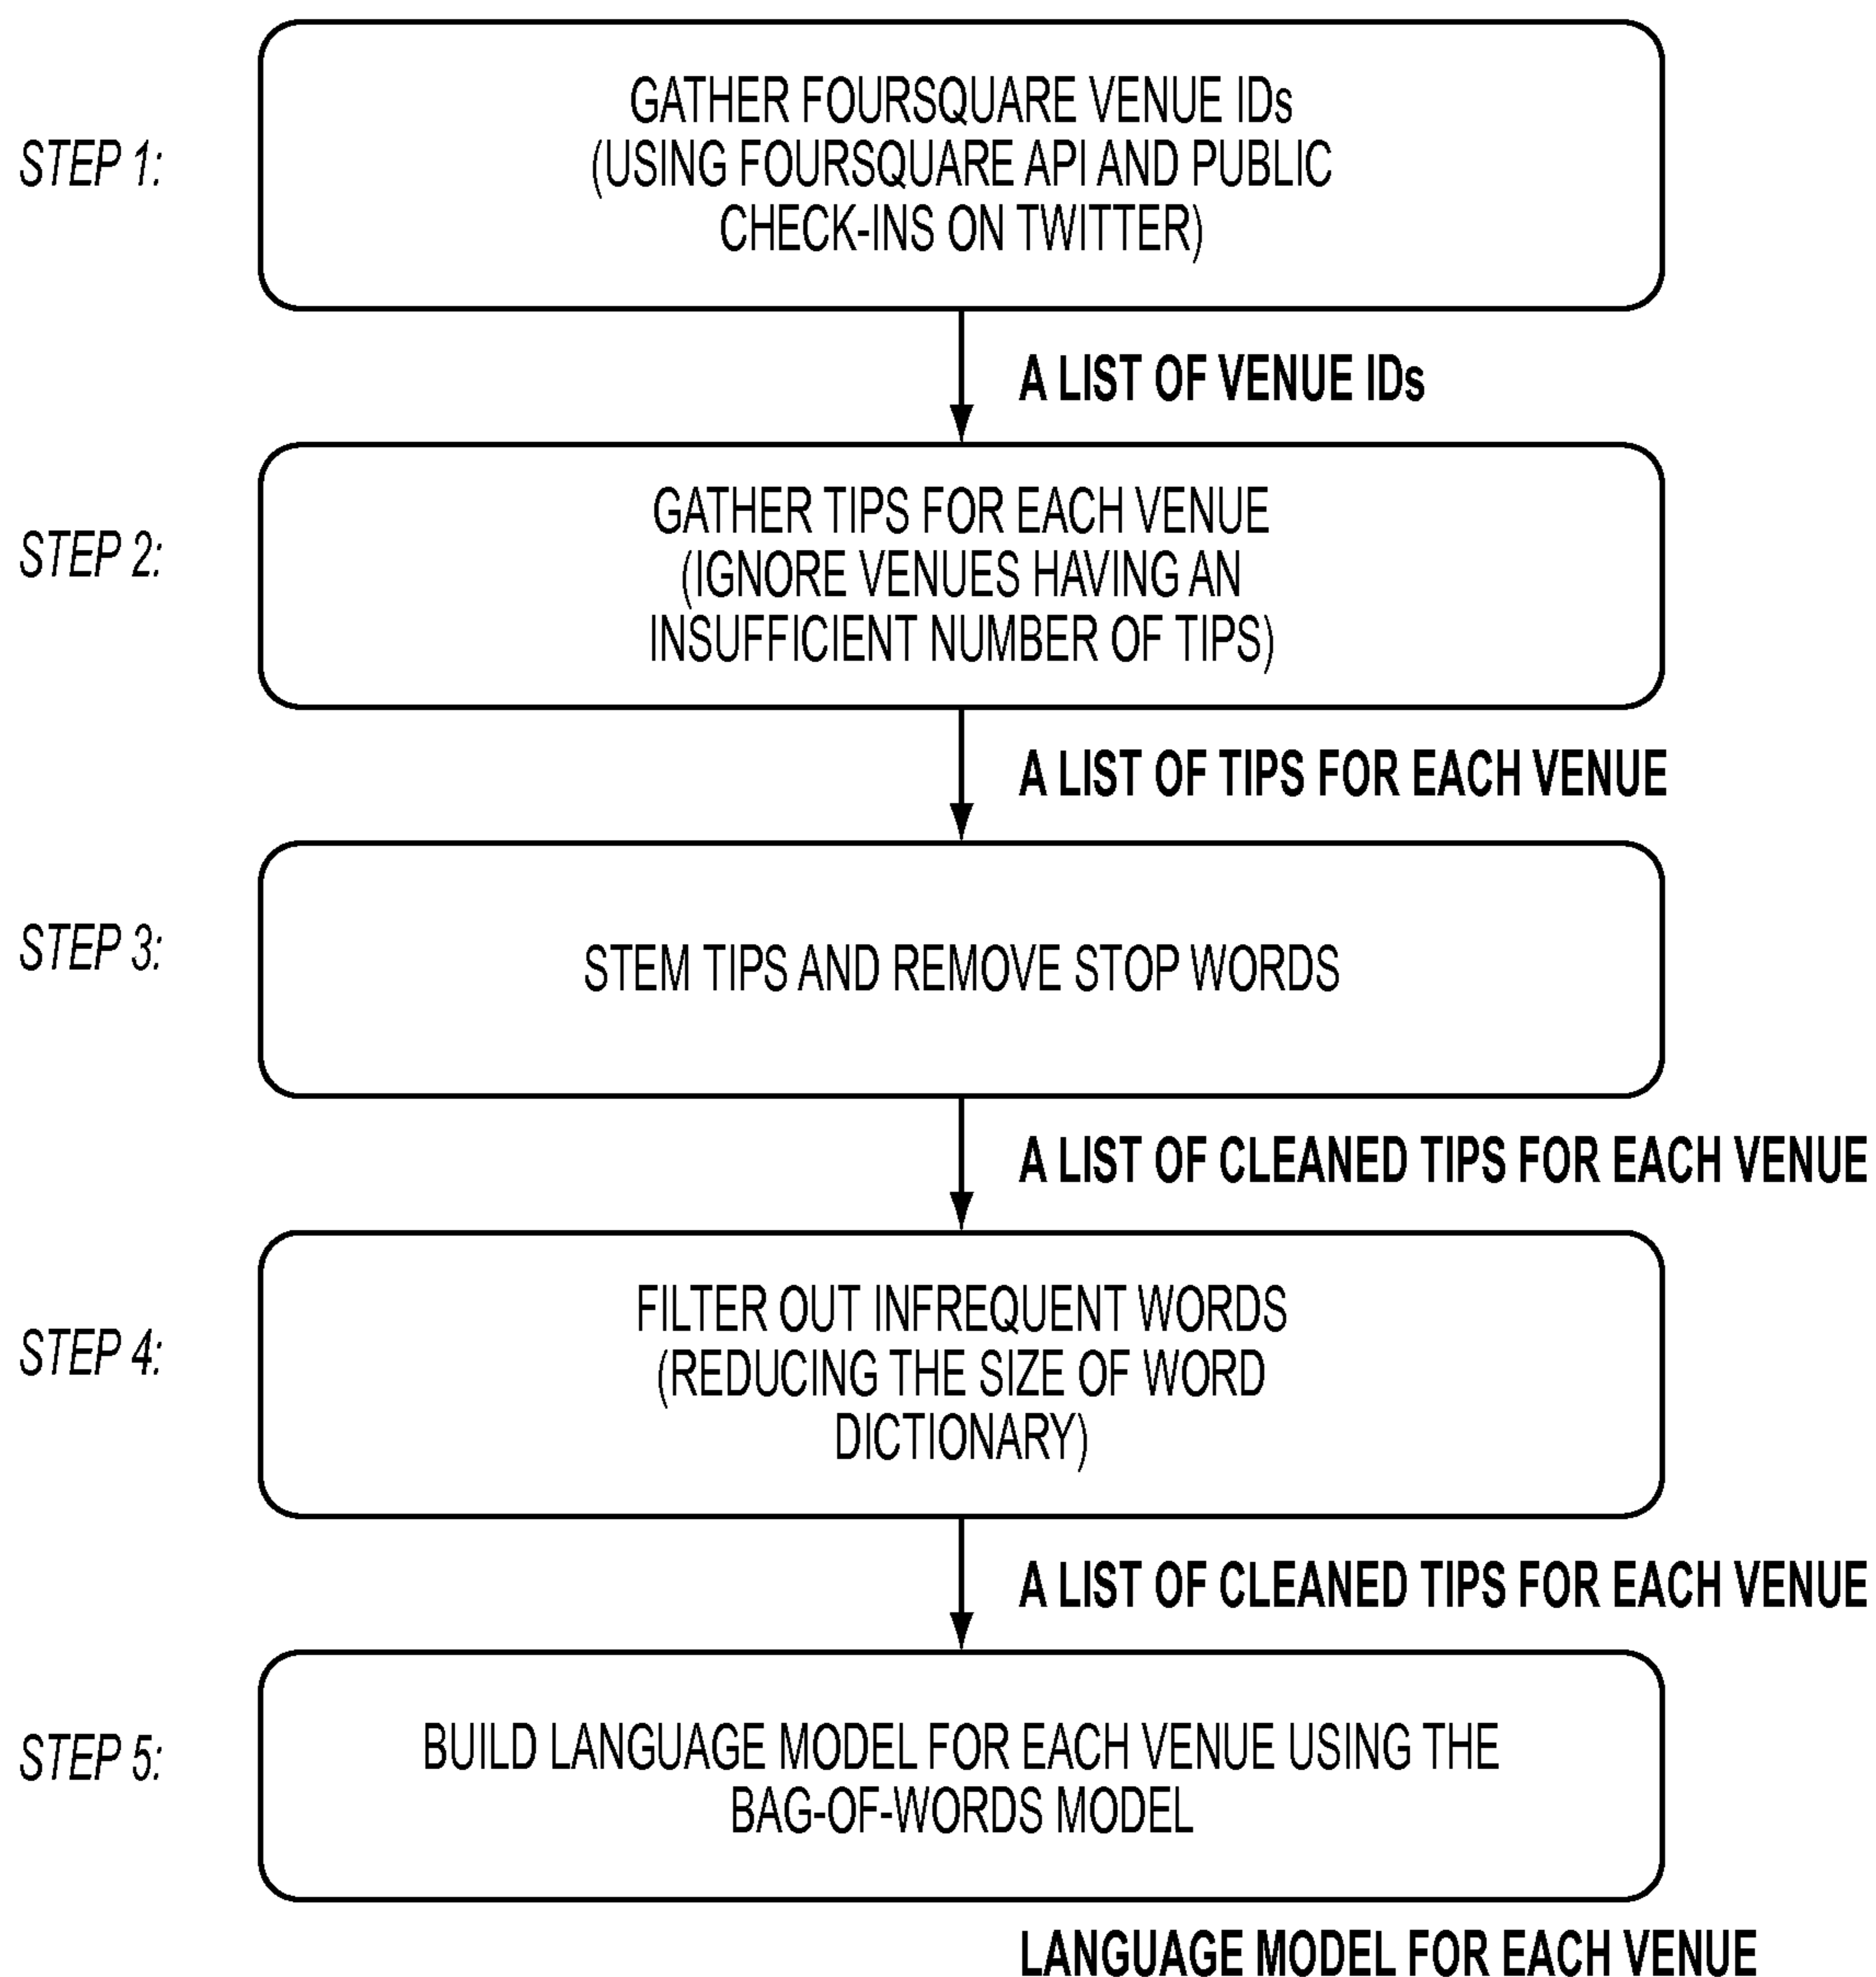 STEP 1:
GATHER FOURSQUARE VENUE IDs
(USING FOURSQUARE API AND PUBLIC
CHECK-INS ON TWITTER)
A LIST OF VENUE IDs
STEP 2:
GATHER TIPS FOR EACH VENUE
(IGNORE VENUES HAVING AN
INSUFFICIENT NUMBER OF TIPS)
A LIST OF TIPS FOR EACH VENUE
STEP 3:
STEM TIPS AND REMOVE STOP WORDS
A LIST OF CLEANED TIPS FOR EACH VENUE
STEP 4:
FILTER OUT INFREQUENT WORDS
(REDUCING THE SIZE OF WORD
DICTIONARY)
A LIST OF CLEANED TIPS FOR EACH VENUE
STEP 5:
BUILD LANGUAGE MODEL FOR EACH VENUE USING THE
BAG-OF-WORDS MODEL
LANGUAGE MODEL FOR EACH VENUE